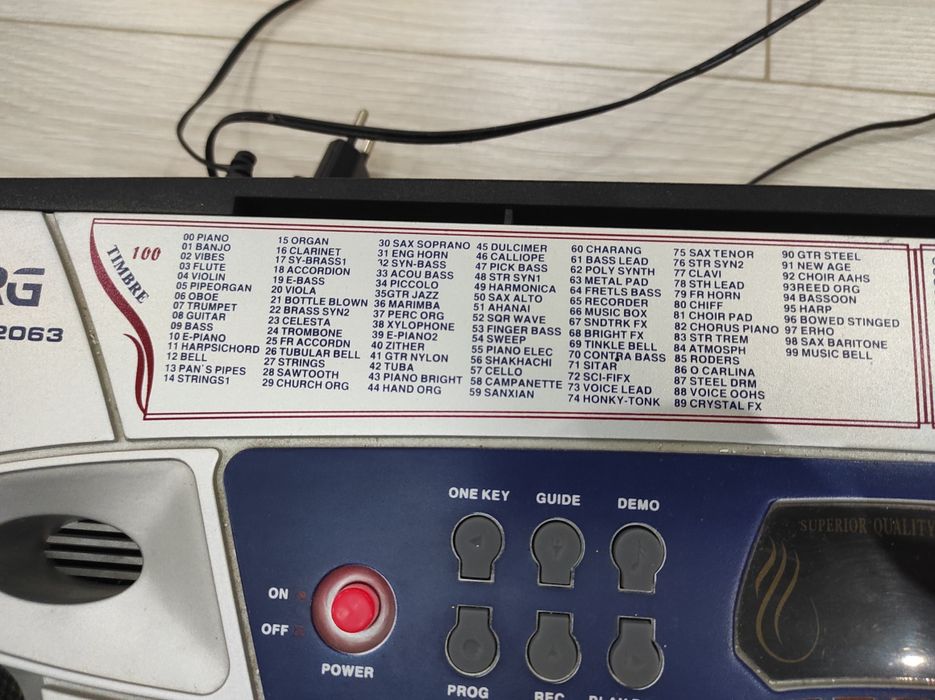 RG
2063
TIMBRE
100
00 PIANO
01 BANJO
02 VIBES
03 FLUTE
04 VIOLIN
05 PIPEORGAN
06 OBOE
07 TRUMPET
08 GUITAR
09 BASS
10 E-PIANO
11 HARPSICHORD
12 BELL
13 PAN'S PIPES
14 STRINGS1
15 ORGAN
16 CLARINET
17 SY-BRASS1
18 ACCORDION
19 E-BASS
20 VIOLA
21 BOTTLE BLOWN
22 BRASS SYN2
23 CELESTA
24 TROMBONE
25 FR ACCORDN
26 TUBULAR BELL
27 STRINGS
28 SAWTOOTH
29 CHURCH ORG
30 SAX SOPRANO
31 ENG HORN
32 SYN-BASS
33 ACOU BASS
34 PICCOLO
35GTR JAZZ
36 MARIMBA
37 PERC ORG
38 XYLOPHONE
39 E-PIANO2
40 ZITHER
41 GTR NYLON
42 TUBA
43 PIANO BRIGHT
44 HAND ORG
45 DULCIMER
46 CALLIOPE
47 PICK BASS
48 STR SYN1
49 HARMONICA
50 SAX ALTO
51 AHANAI
52 SQR WAVE
53 FINGER BASS
54 SWEEP
55 PIANO ELEC
56 SHAKHACHI
57 CELLO
58 CAMPANETTE
59 SANXIAN
60 CHARANG
61 BASS LEAD
62 POLY SYNTH
63 METAL PAD
64 FRETLS BASS
65 RECORDER
66 MUSIC BOX
67 SNDTRK FX
68 BRIGHT FX
69 TINKLE BELL
70 CONTRA BASS
71 SITAR
72 SCI-FIFX
73 VOICE LEAD
74 HONKY-TONK
75 SAX TENOR
76 STR SYN2
77 CLAVI
78 STH LEAD
79 FR HORN
80 CHIFF
81 CHOIR PAD
82 CHORUS PIANO
83 STR TREM
84 ATMOSPH
85 ROBERS
86 O CARLINA
87 STEEL DRM
88 VOICE OOHS
89 CRYSTAL FX
90 GTR STEEL
91 NEW AGE
92 CHOIR AAHS
93REED ORG
94 BASSOON
95 HARP
96 BOWED STINGED
97 ERHO
98 SAX BARITONE
99 MUSIC BELL
ONE KEY
GUIDE
DEMO
SUPERIOR QUALITY
ON
OFF
POWER
PROG
REC